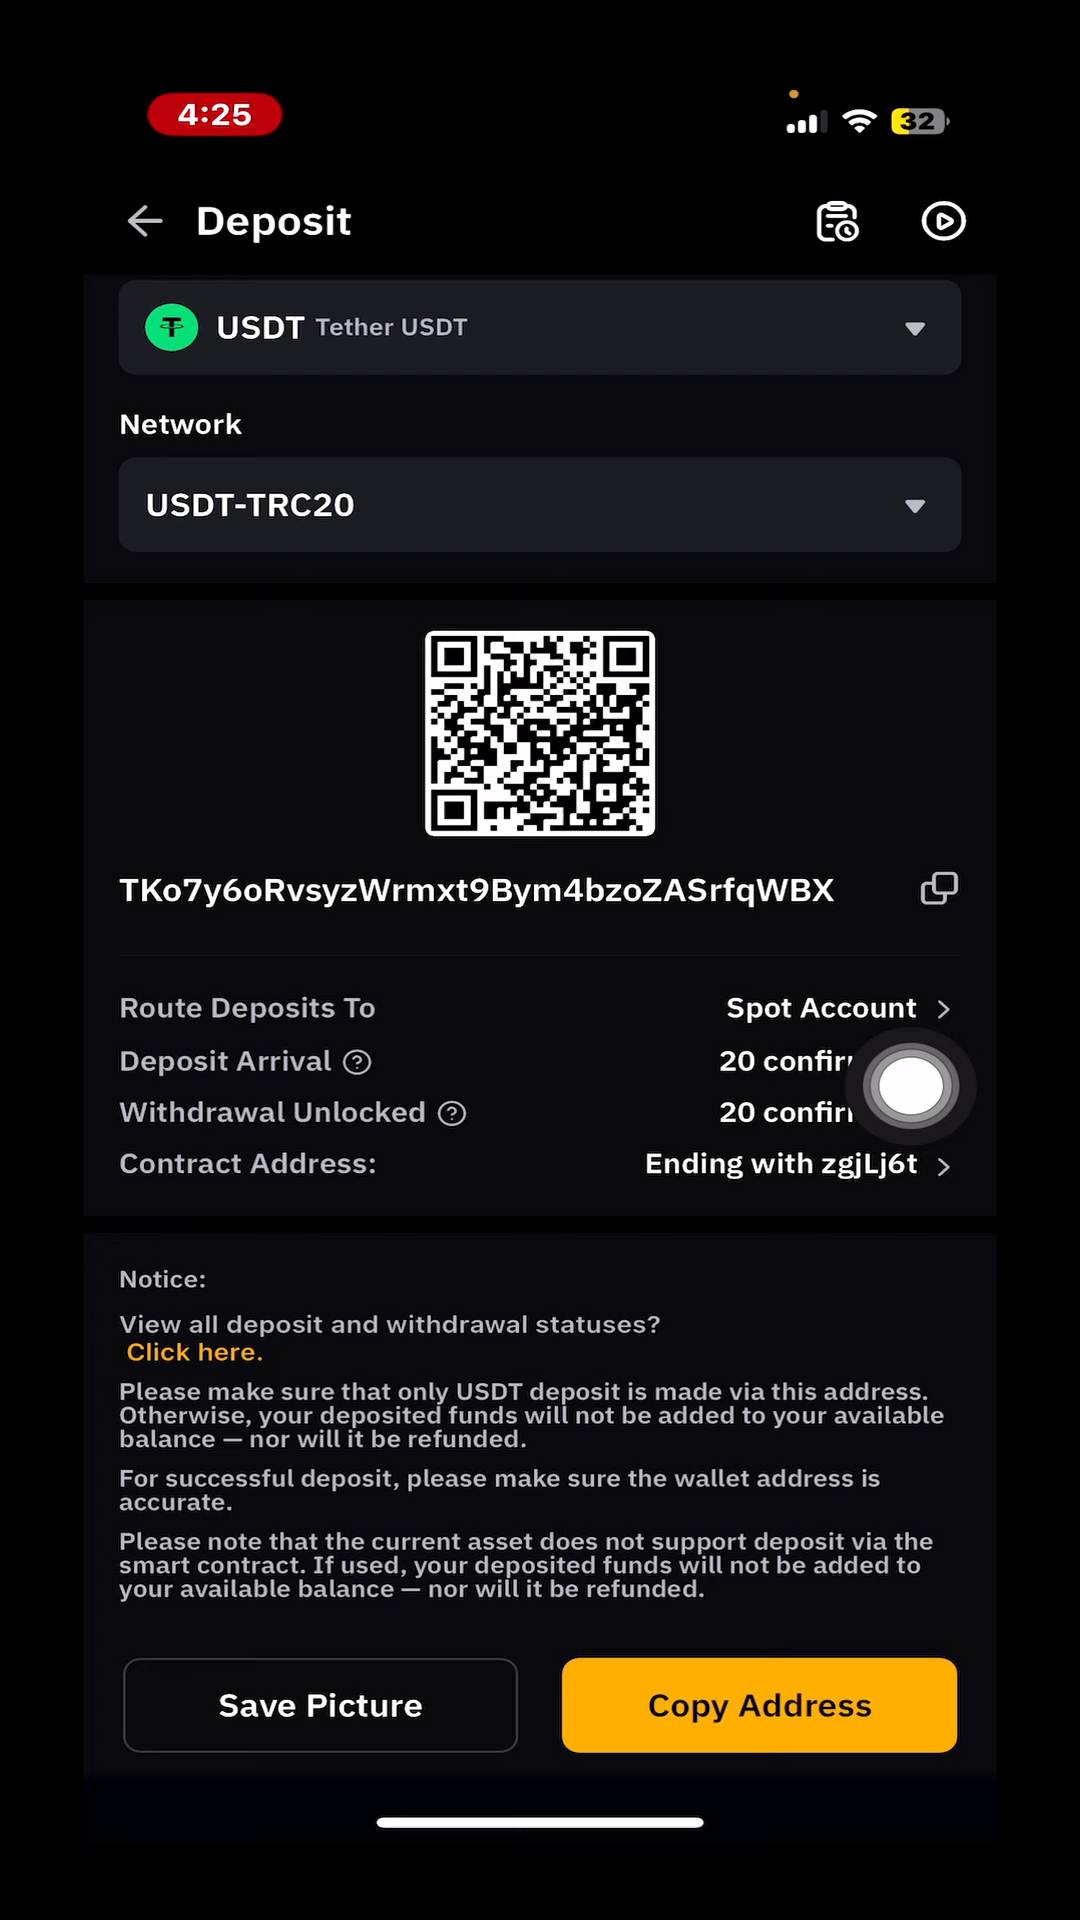 4:25
32
Deposit
USDT Tether USDT
Network
USDT-TRC20
TKo7y6oRvsyzWrmxt9Bym4bzoZASrfqWBX
Route Deposits To Spot Account
Deposit Arrival 20
Withdrawal Unlocked 20
Contract Address: Ending with zgjLj6t
Notice:
View all deposit and withdrawal statuses?
Click here.
Please make sure that only USDT deposit is made via this address.
Otherwise, your deposited funds will not be added to your available
balance — nor will it be refunded.
For successful deposit, please make sure the wallet address is
accurate.
Please note that the current asset does not support deposit via the
smart contract. If used, your deposited funds will not be added to
your available balance — nor will it be refunded.
Save Picture
Copy Address